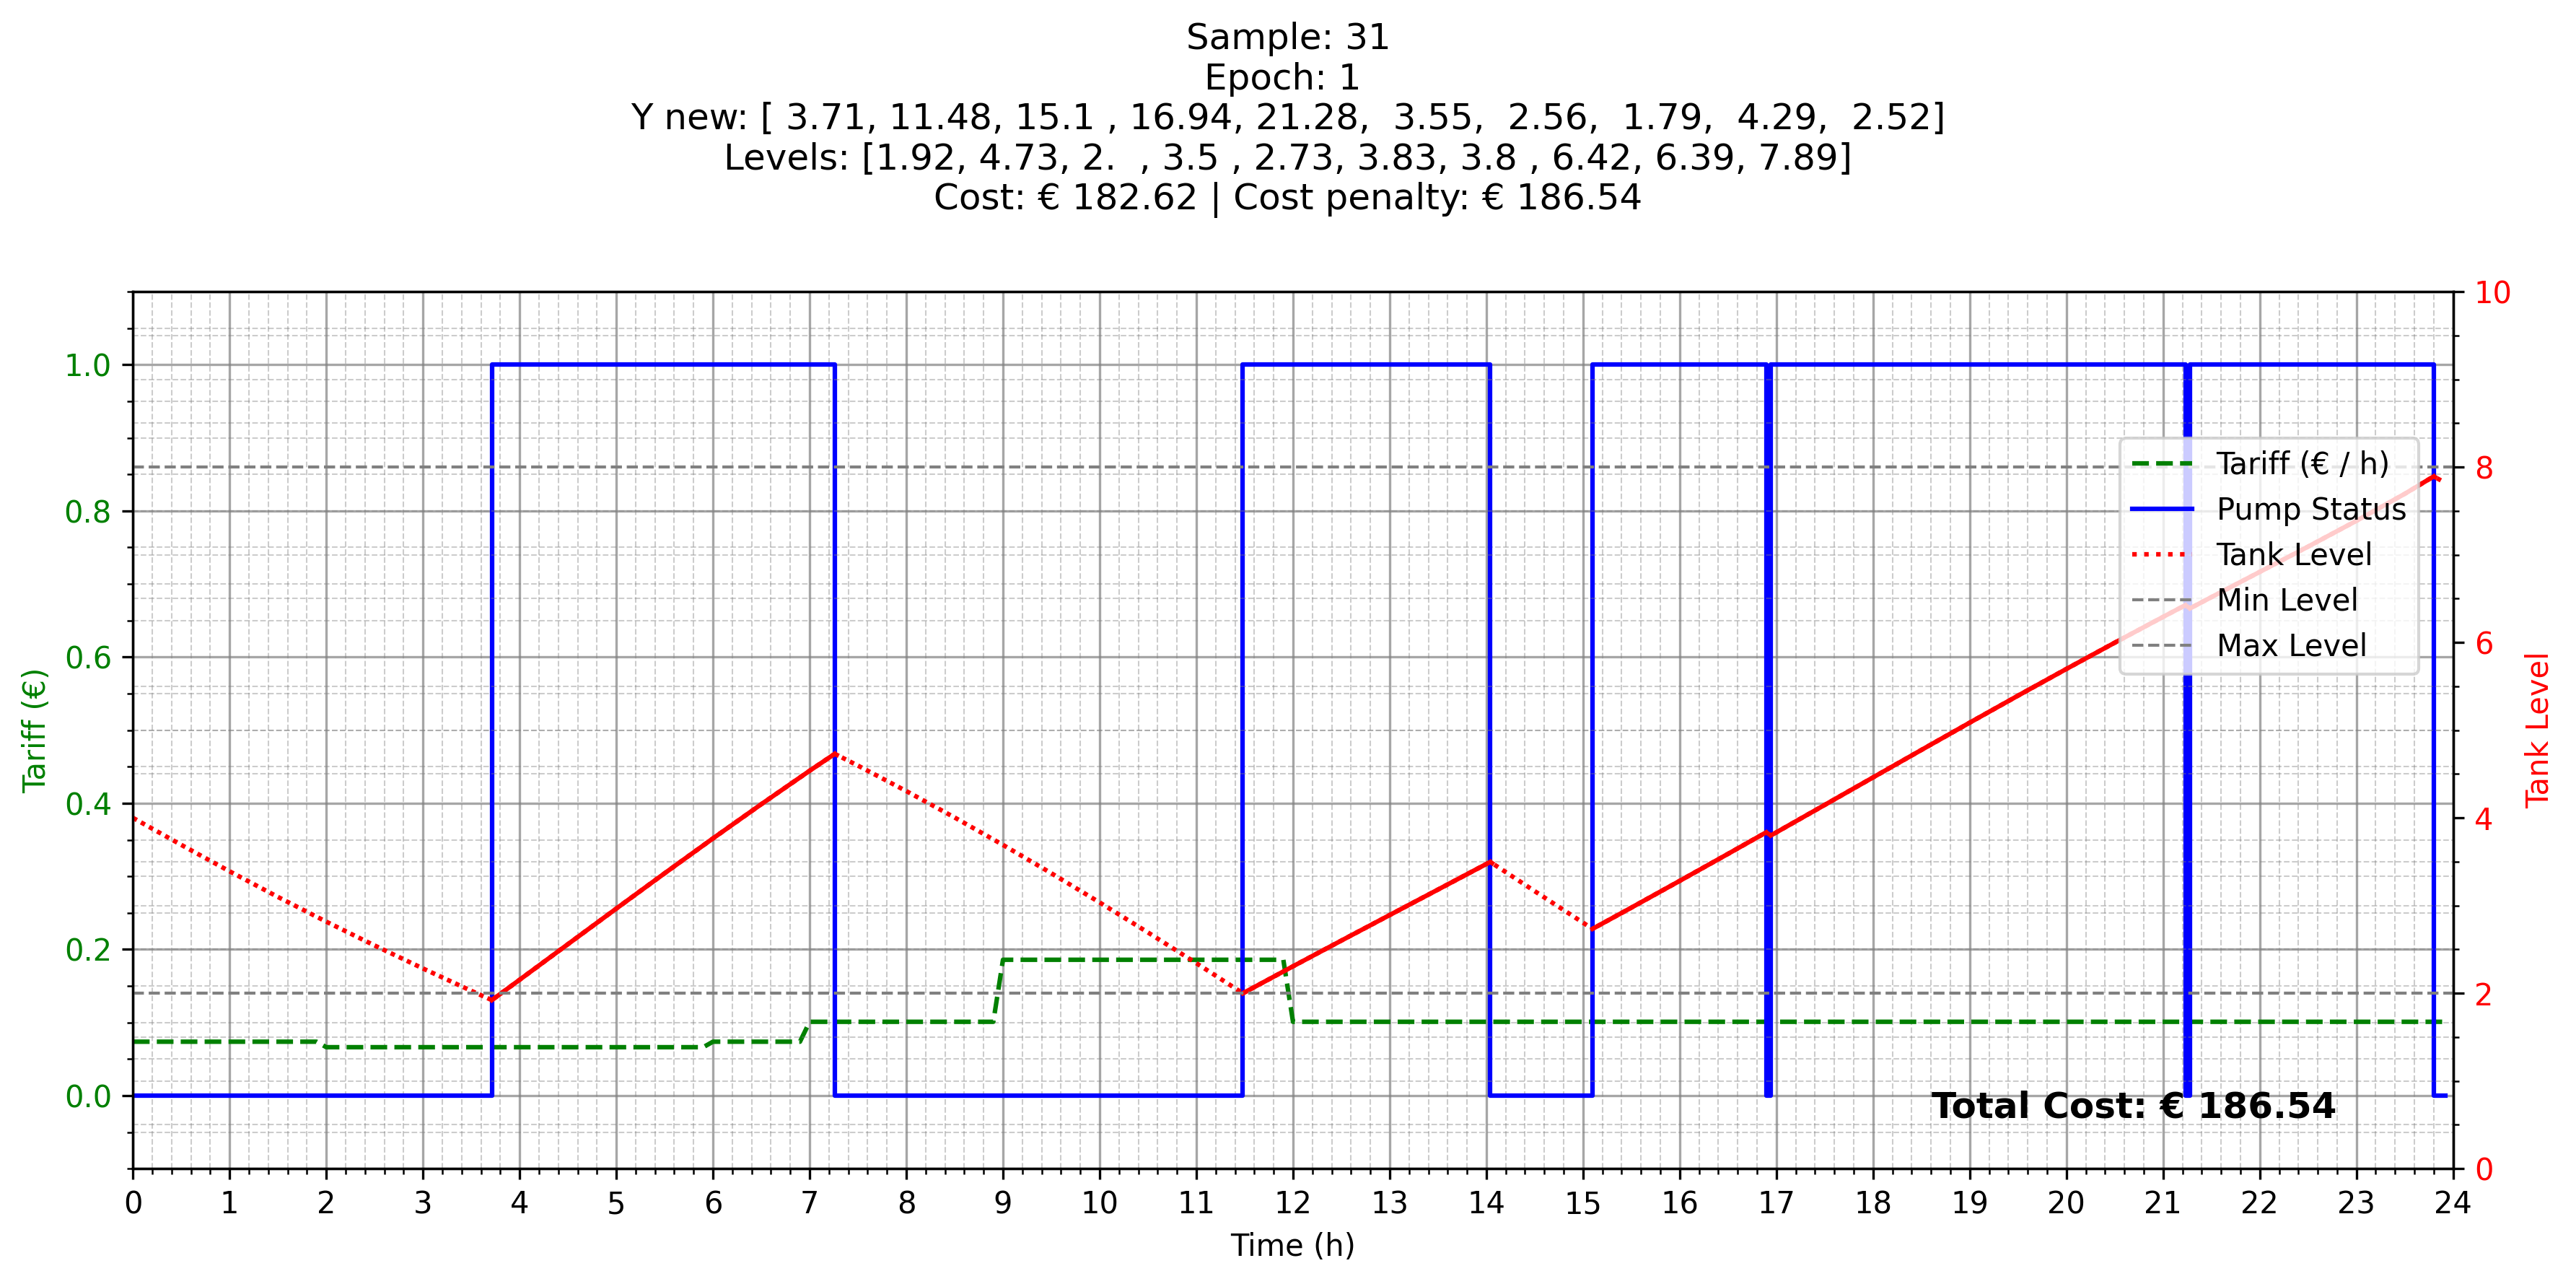 Sample: 31
Epoch: 1
Y new: [ 3.71, 11.48, 15.1 , 16.94, 21.28,  3.55,  2.56,  1.79,  4.29,  2.52]
Levels: [1.92, 4.73, 2.  , 3.5 , 2.73, 3.83, 3.8 , 6.42, 6.39, 7.89]
Cost: € 182.62 | Cost penalty: € 186.54
Tariff (€)
1.0
0.8
0.6
0.4
0.2
0.0
10
8
6
4
2
0
Tank Level
Tariff (€ / h)
Pump Status
Tank Level
Min Level
Max Level
Total Cost: € 186.54
0 1 2 3 4 5 6 7 8 9 10 11 12 13 14 15 16 17 18 19 20 21 22 23 24
Time (h)